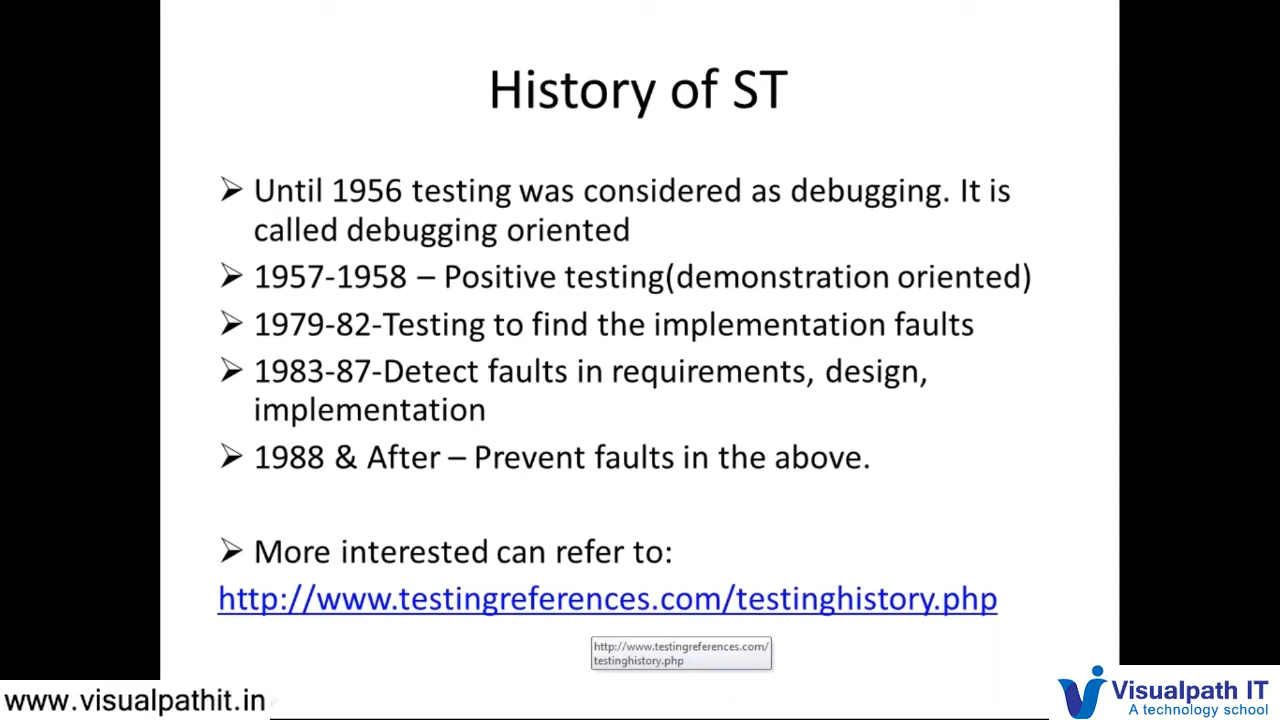 History of ST
Until 1956 testing was considered as debugging. It is
called debugging oriented
1957-1958 – Positive testing(demonstration oriented)
1979-82-Testing to find the implementation faults
1983-87-Detect faults in requirements, design,
implementation
1988 & After – Prevent faults in the above.
More interested can refer to:
http://www.testingreferences.com/testinghistory.php
http://www.testingreferences.com/
testinghistory.php
www.visualpathit.in
Visualpath IT
A technology school